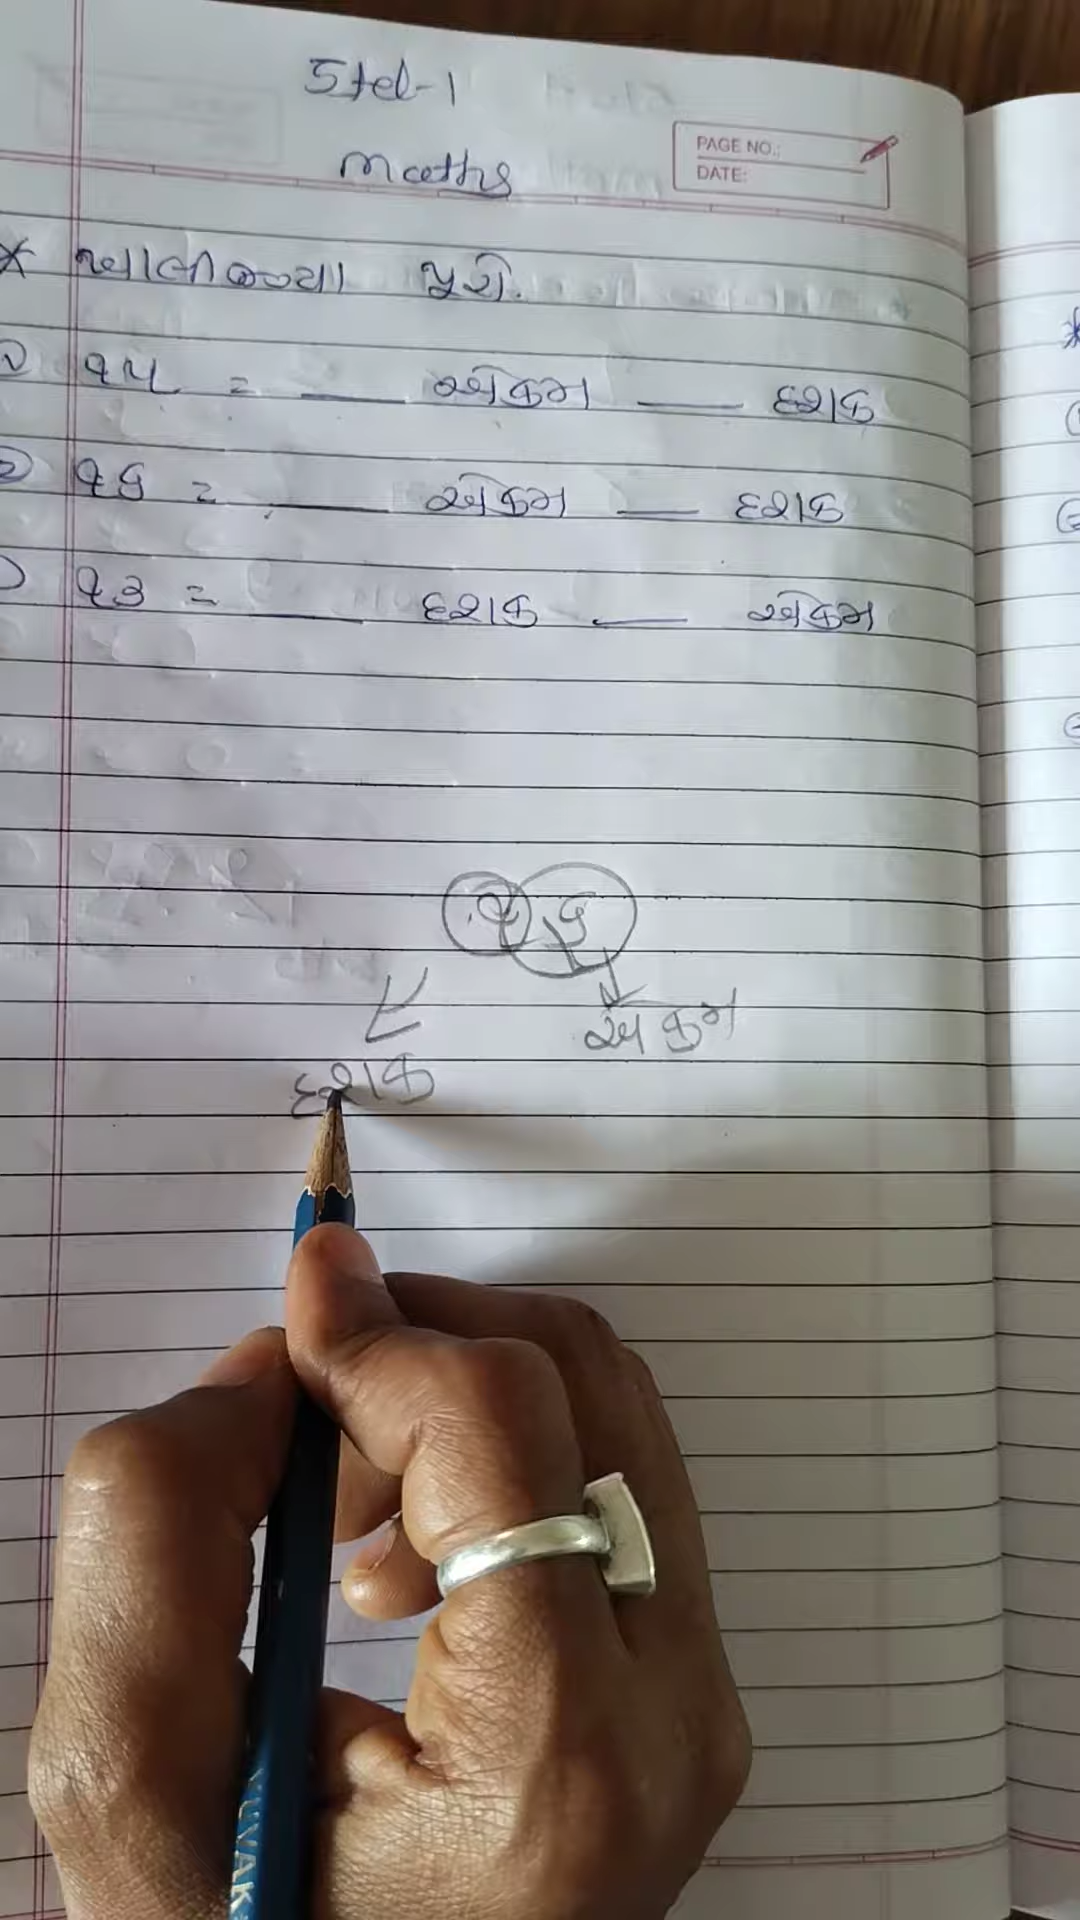 Std-1
Maths
PAGE NO.:
DATE:
* ખાલી જગ્યા પૂરો.
૧) ૧૫ = ___ એકમ ___ દશક
૨) ૧૬ = ___ એકમ ___ દશક
) ૧૩ = ___ દશક ___ એકમ
૧૬
એકમ
દશક
YUVAK